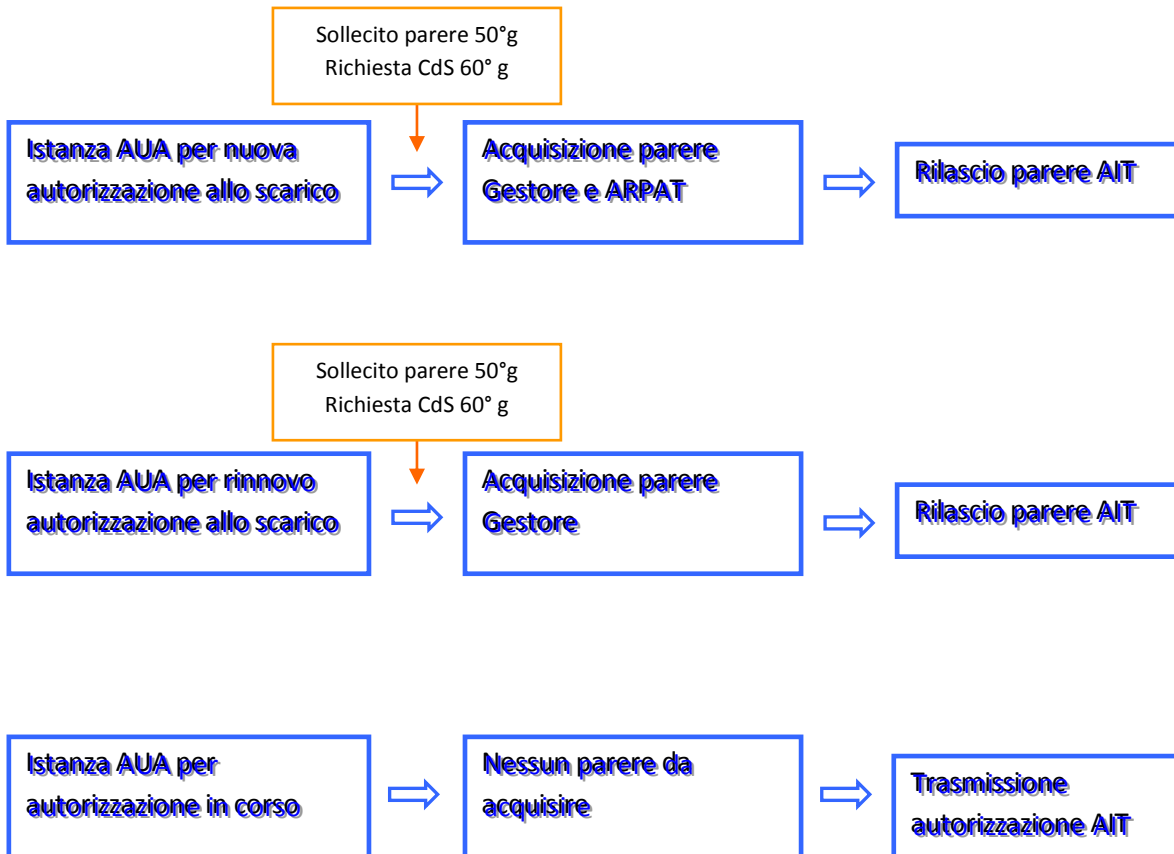 Sollecito parere 50°g
Richiesta CdS 60° g
Istanza AUA per nuova
autorizzazione allo scarico
Acquisizione parere
Gestore e ARPAT
Rilascio parere AIT
Sollecito parere 50°g
Richiesta CdS 60° g
Istanza AUA per rinnovo
autorizzazione allo scarico
Acquisizione parere
Gestore
Rilascio parere AIT
Istanza AUA per
autorizzazione in corso
Nessun parere da
acquisire
Trasmissione
autorizzazione AIT